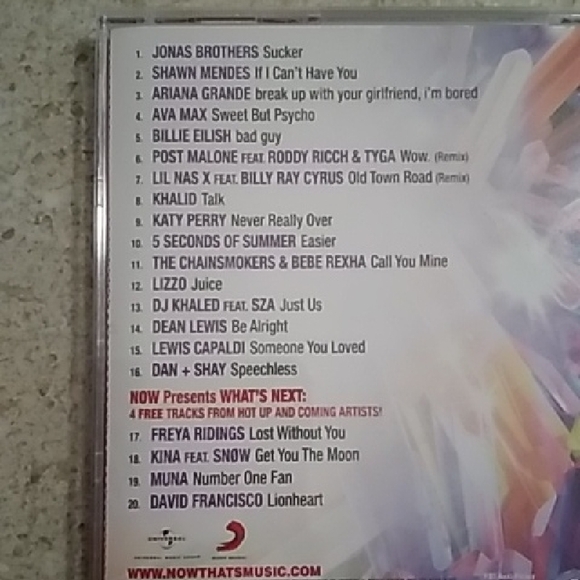 1. JONAS BROTHERS Sucker
2. SHAWN MENDES If I Can't Have You
3. ARIANA GRANDE break up with your girlfriend, i'm bored
4. AVA MAX Sweet But Psycho
5. BILLIE EILISH bad guy
6. POST MALONE FEAT. RODDY RICCH & TYGA Wow. (Remix)
7. LIL NAS X FEAT. BILLY RAY CYRUS Old Town Road (Remix)
8. KHALID Talk
9. KATY PERRY Never Really Over
10. 5 SECONDS OF SUMMER Easier
11. THE CHAINSMOKERS & BEBE REXHA Call You Mine
12. LIZZO Juice
13. DJ KHALED FEAT. SZA Just Us
14. DEAN LEWIS Be Alright
15. LEWIS CAPALDI Someone You Loved
16. DAN + SHAY Speechless
NOW Presents WHAT'S NEXT:
4 FREE TRACKS FROM HOT UP AND COMING ARTISTS!
17. FREYA RIDINGS Lost Without You
18. KINA FEAT. SNØW Get You The Moon
19. MUNA Number One Fan
20. DAVID FRANCISCO Lionheart
UNIVERSAL
UNIVERSAL MUSIC GROUP
SONY MUSIC
WWW.NOWTHATSMUSIC.COM